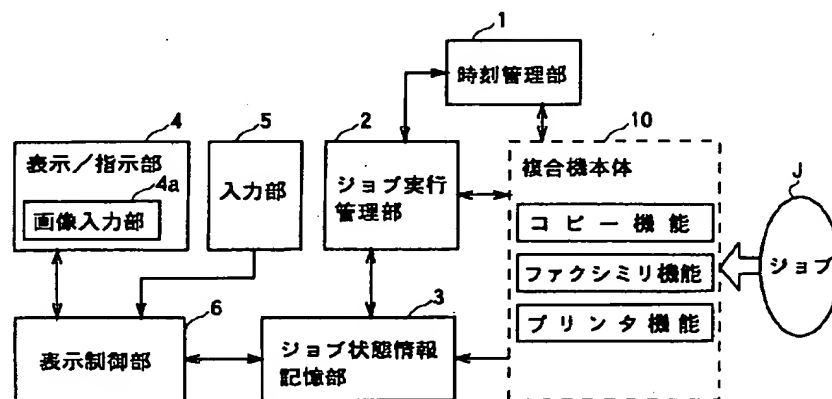 1
時刻管理部
4
表示／指示部
4a
画像入力部
5
入力部
2
ジョブ実行
管理部
10
複合機本体
コピー機能
ファクシミリ機能
プリンタ機能
J
ジョブ
6
表示制御部
3
ジョブ状態情報
記憶部